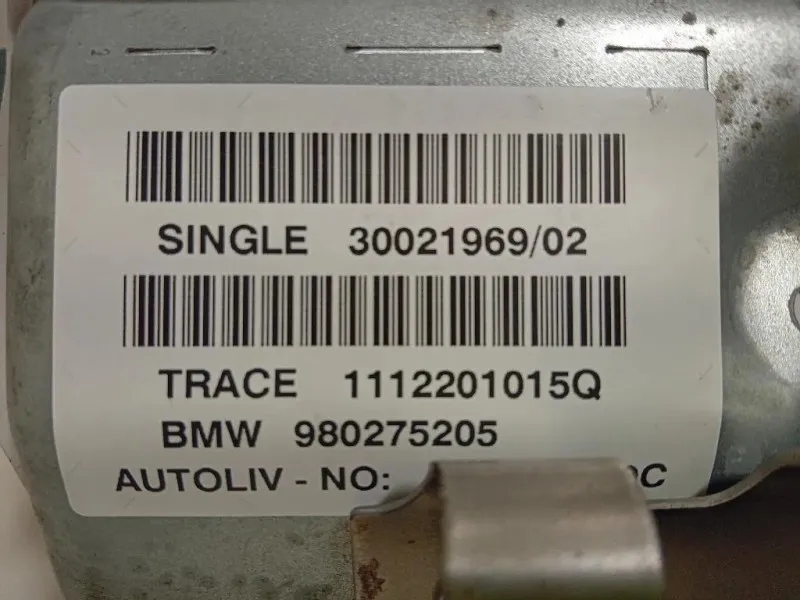 SINGLE 30021969/02
TRACE 1112201015Q
BMW 980275205
AUTOLIV - NO: